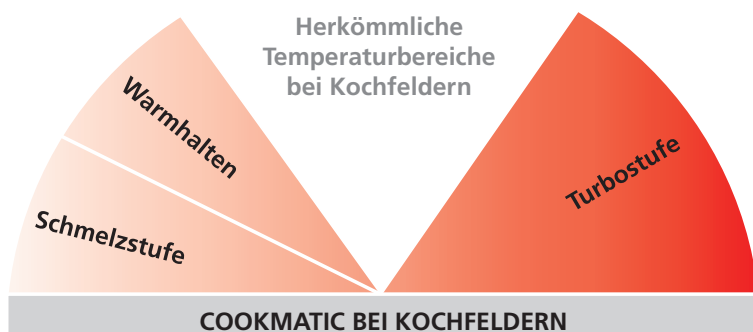 Herkömmliche
Temperaturbereiche
bei Kochfeldern
Warmhalten
Schmelzstufe
Turbostufe
COOKMATIC BEI KOCHFELDERN